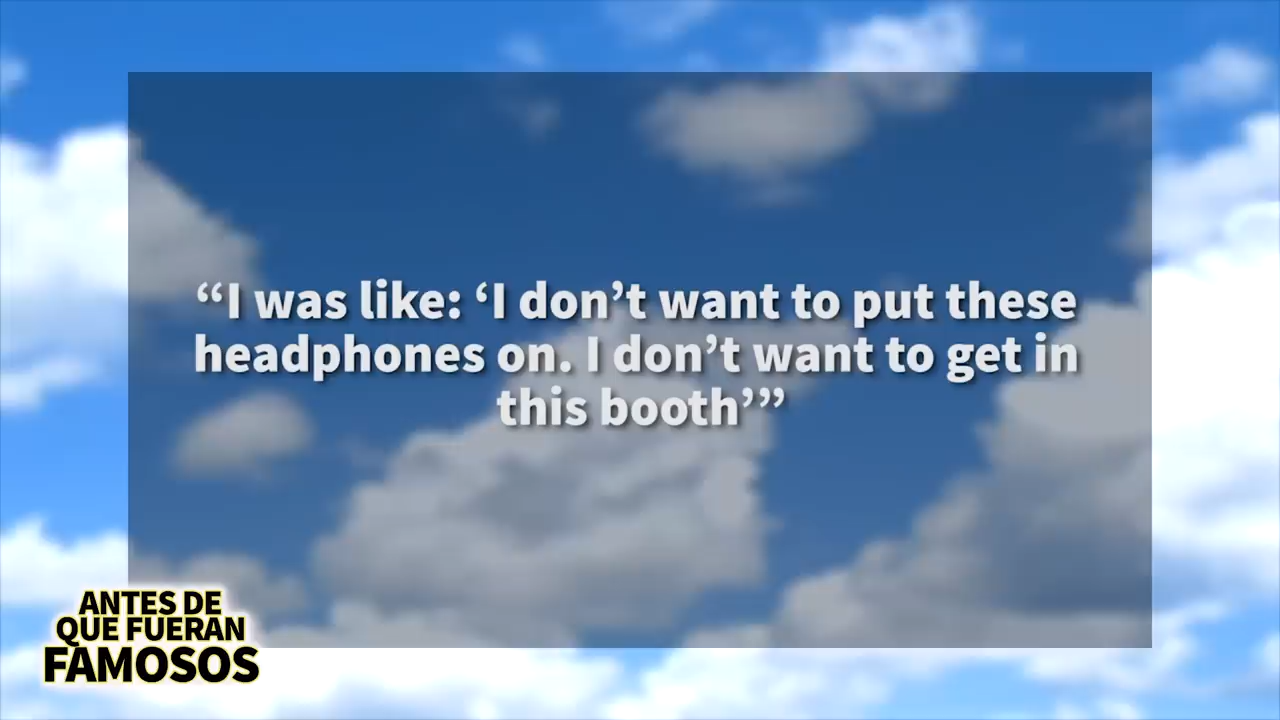 “I was like: ‘I don’t want to put these
headphones on. I don’t want to get in
this booth’”
ANTES DE
QUE FUERAN
FAMOSOS